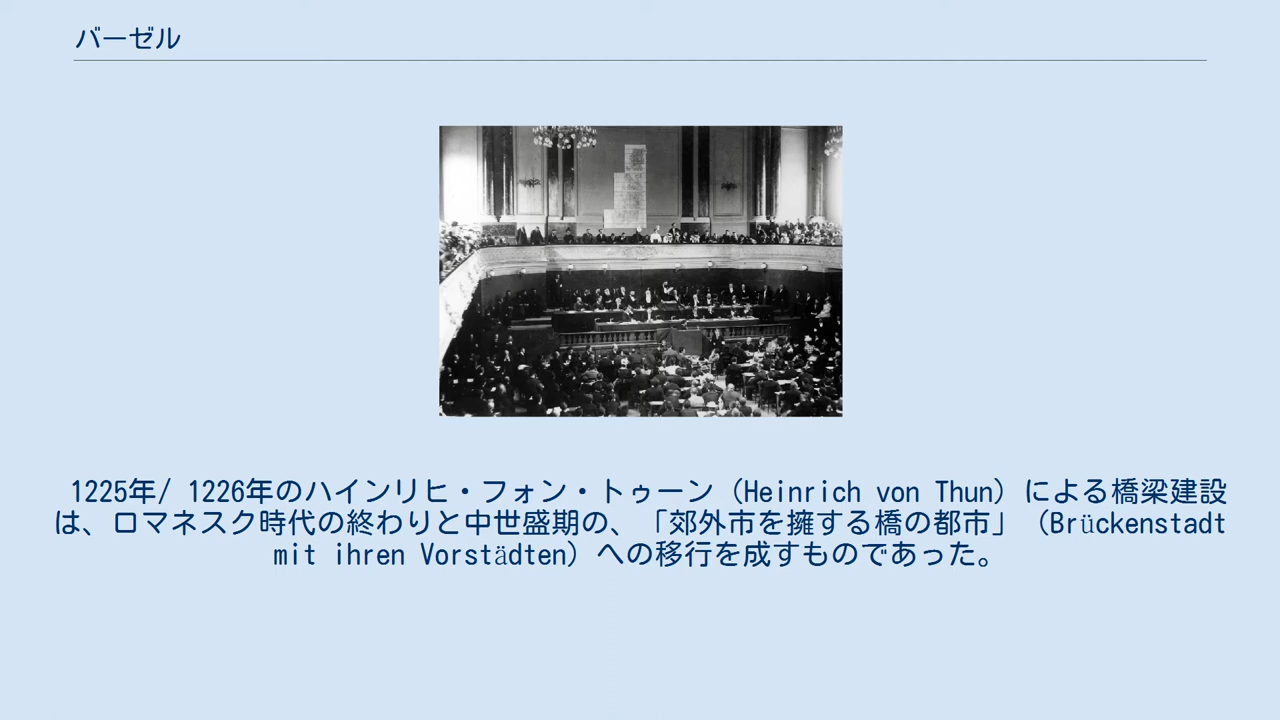 バーゼル
1225年/ 1226年のハインリヒ・フォン・トゥーン（Heinrich von Thun）による橋梁建設
は、ロマネスク時代の終わりと中世盛期の、「郊外市を擁する橋の都市」（Brückenstadt
mit ihren Vorstädten）への移行を成すものであった。